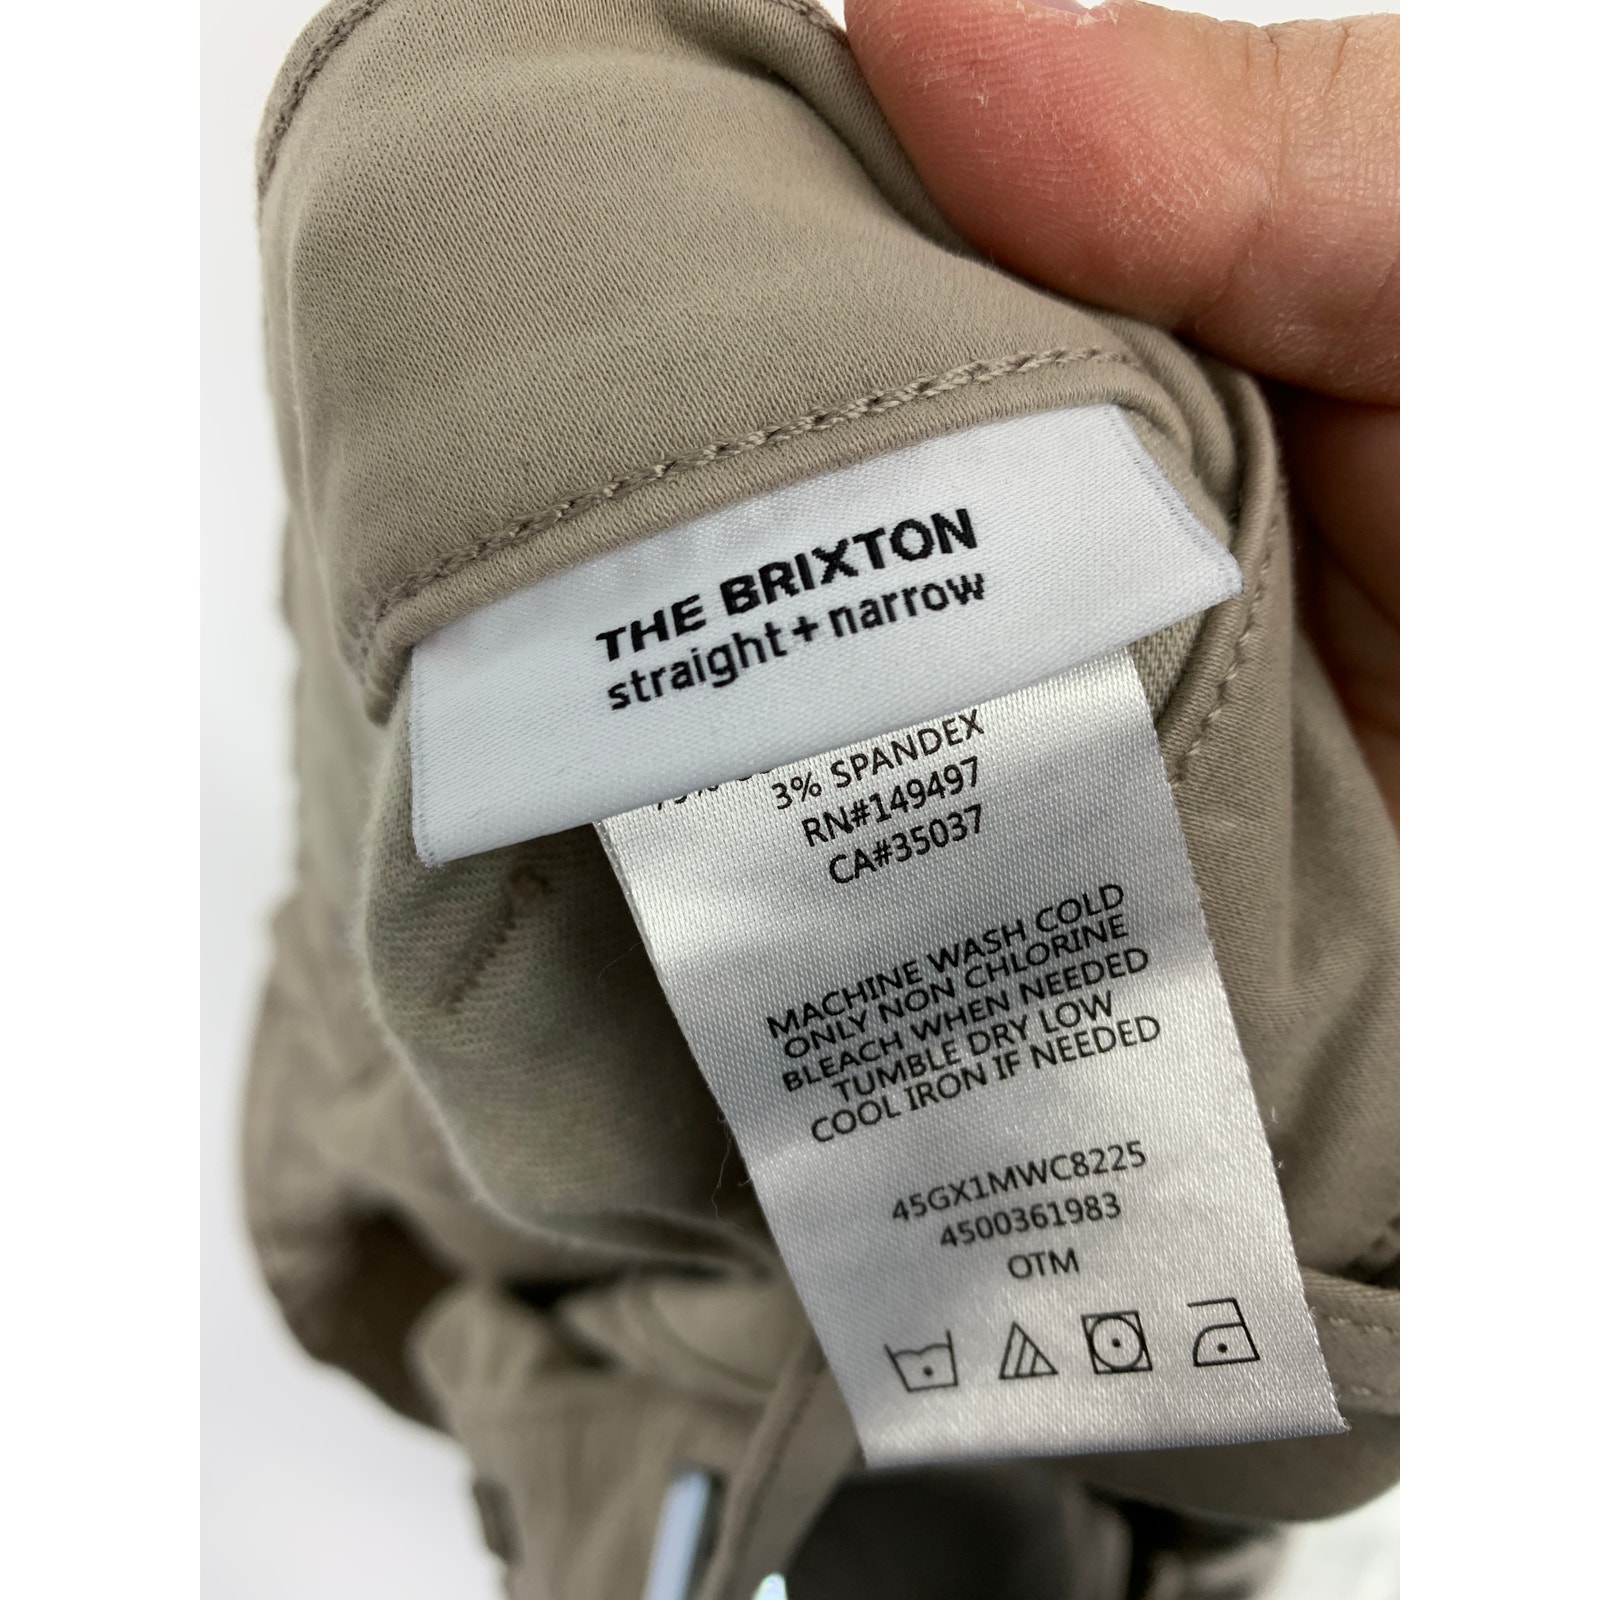 THE BRIXTON
straight + narrow
3% SPANDEX
RN#149497
CA#35037
MACHINE WASH COLD
ONLY NON CHLORINE
BLEACH WHEN NEEDED
TUMBLE DRY LOW
COOL IRON IF NEEDED
45GX1MWC8225
4500361983
OTM